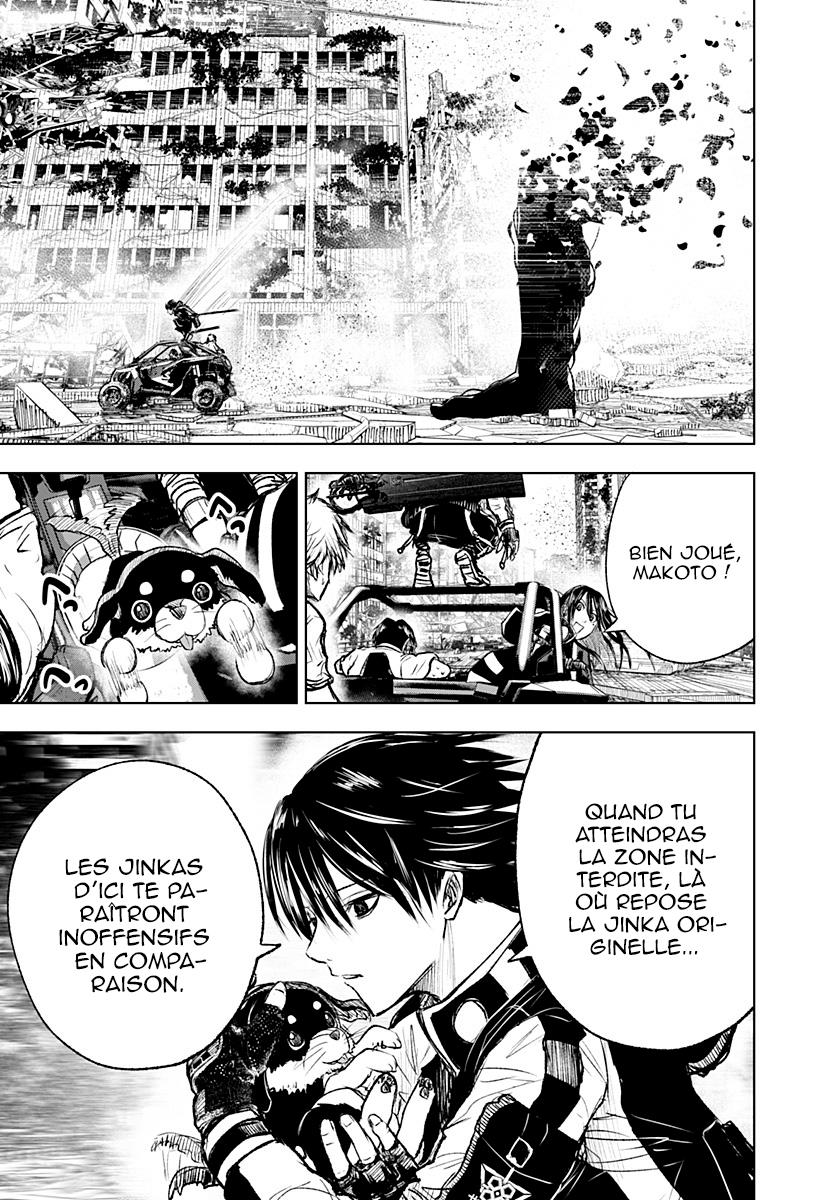 BIEN JOUÉ,
MAKOTO !
QUAND TU
ATTEINDRAS
LA ZONE IN-
TERDITE, LÀ
OÙ REPOSE
LA JINKA ORI-
GINELLE...
LES JINKAS
D'ICI TE PA-
RAÎTRONT
INOFFENSIFS
EN COMPA-
RAISON.